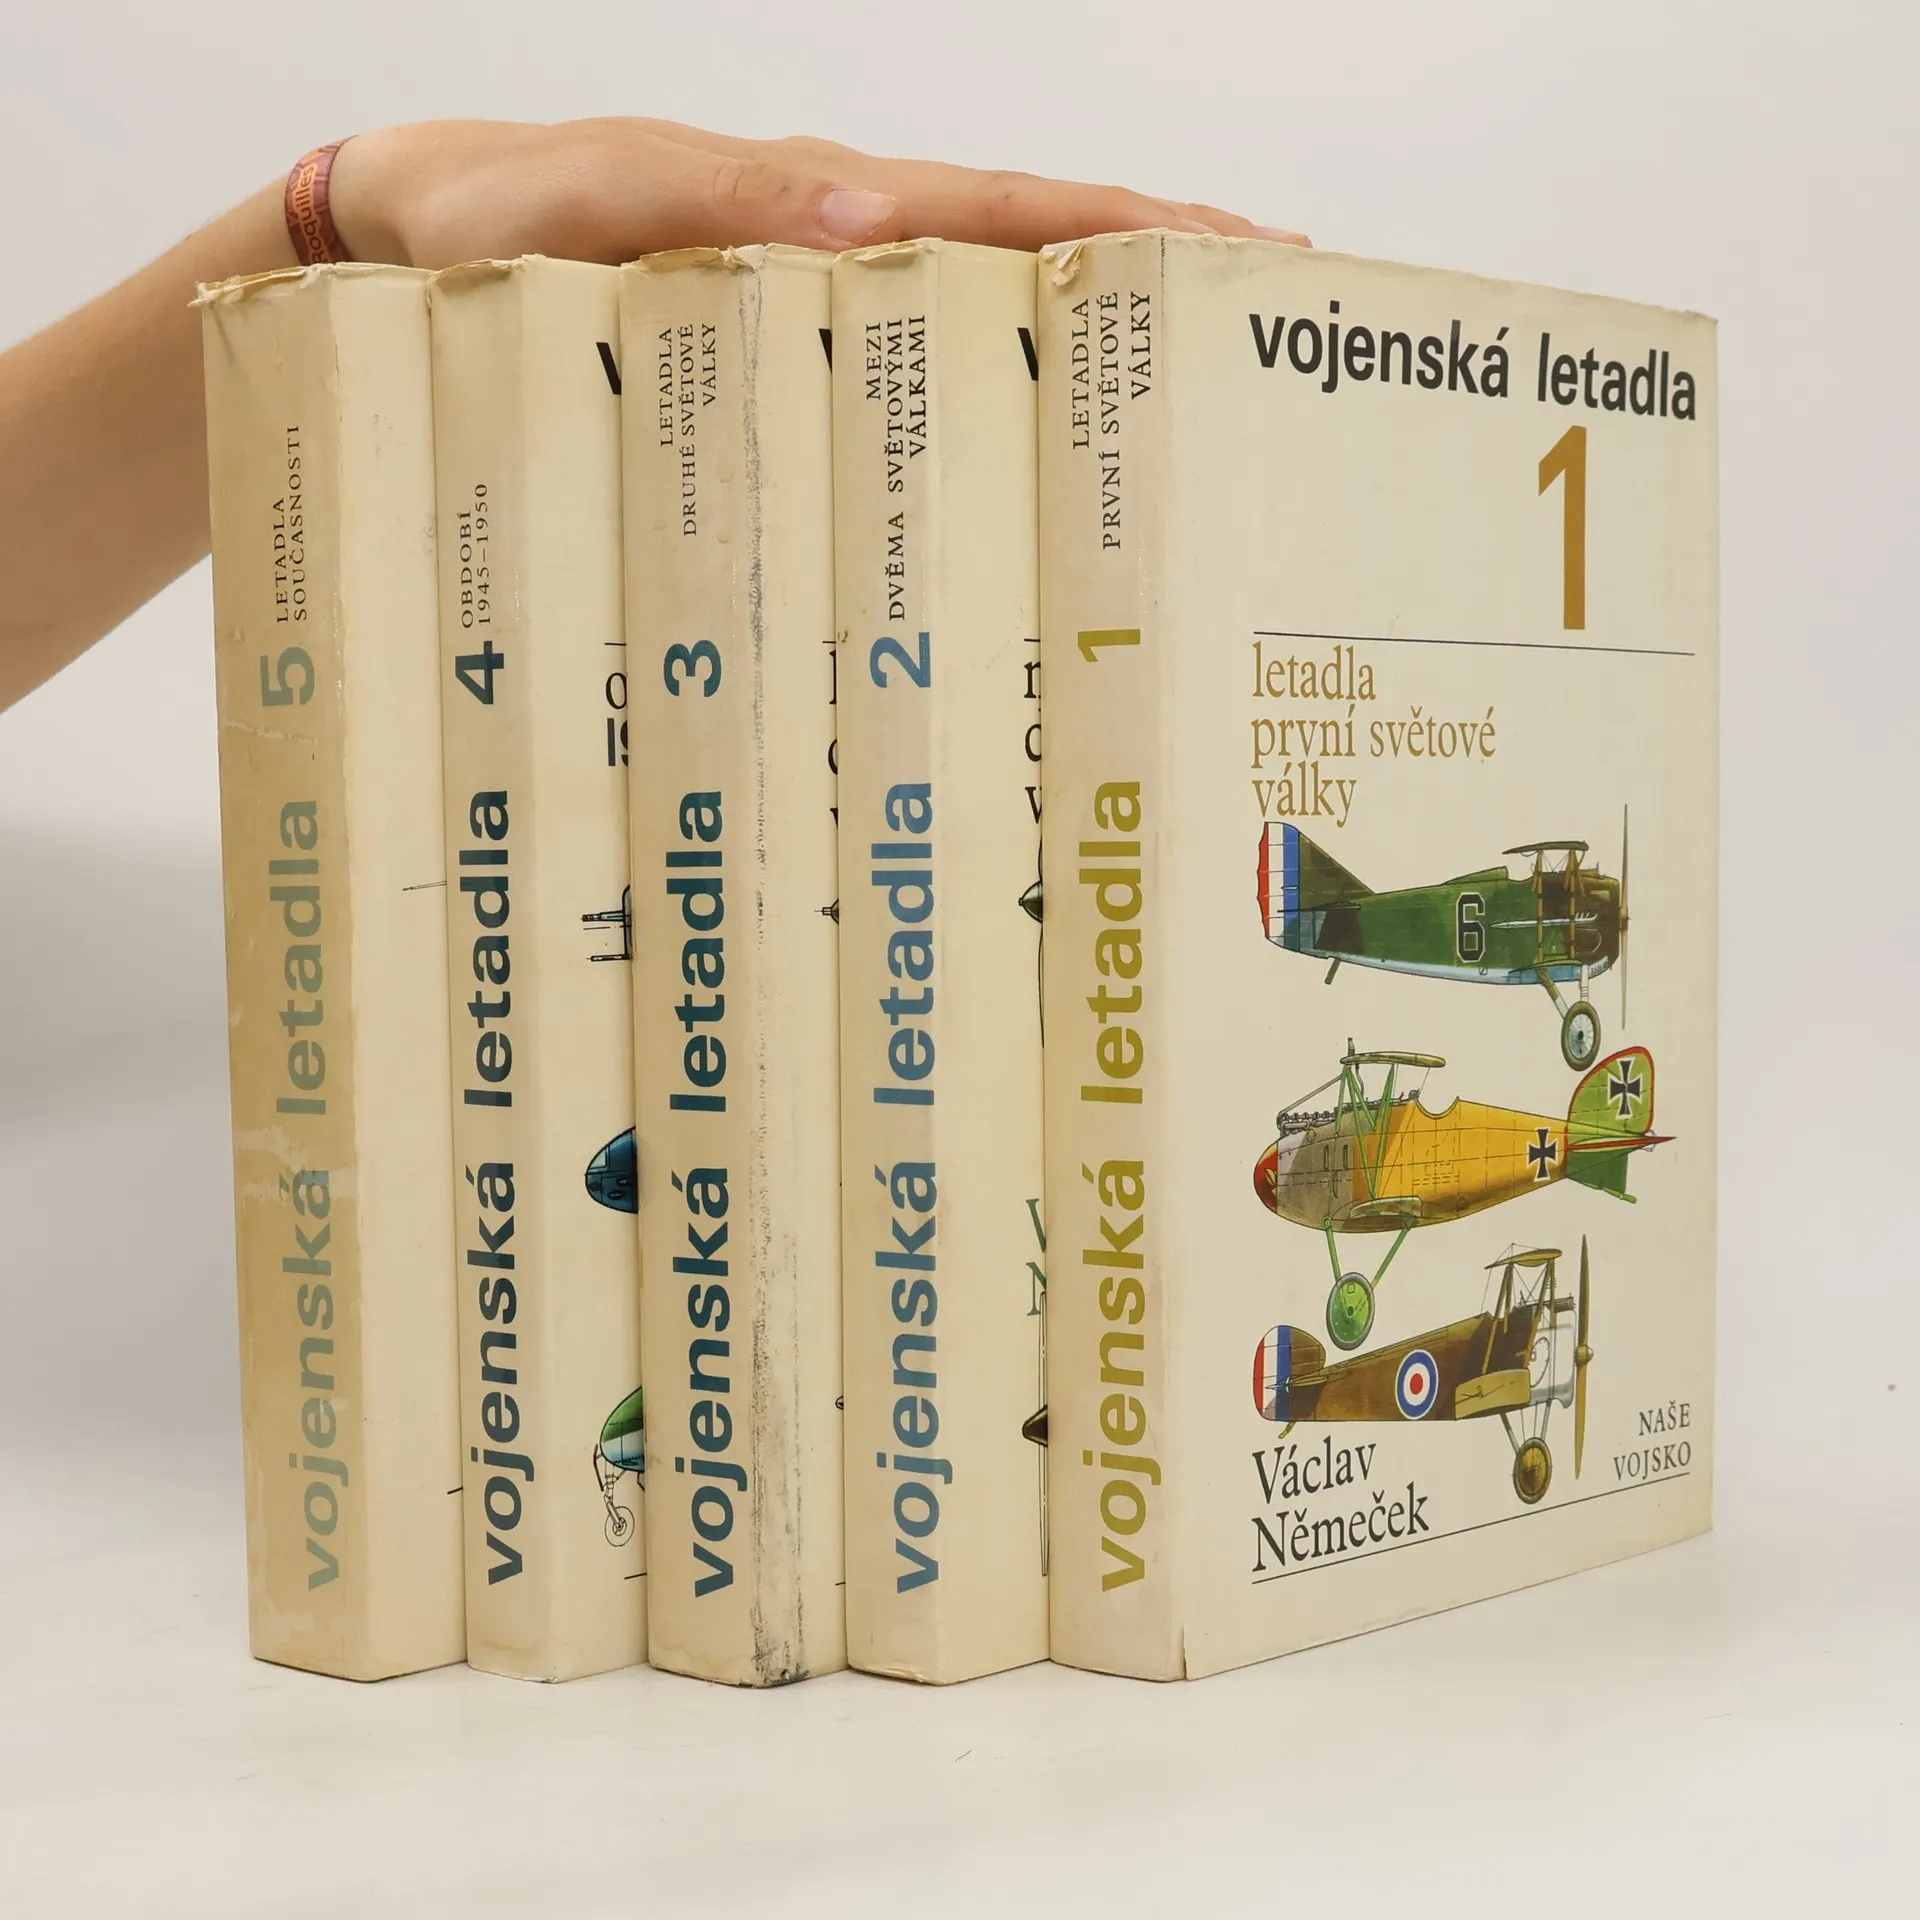 Roquilles
5 LETADLA
SOUČASNOSTI
vojenská letadla
4 OBDOBÍ
1945–1950
vojenská letadla
LETADLA
DRUHÉ SVĚTOVÉ
VÁLKY
vojenská letadla 3
MEZI
DVĚMA SVĚTOVÝMI
VÁLKAMI
vojenská letadla 2
LETADLA
PRVNÍ SVĚTOVÉ
VÁLKY
vojenská letadla 1
vojenská letadla
1
letadla
první světové
války
6
Václav
Němeček
NAŠE
VOJSKO